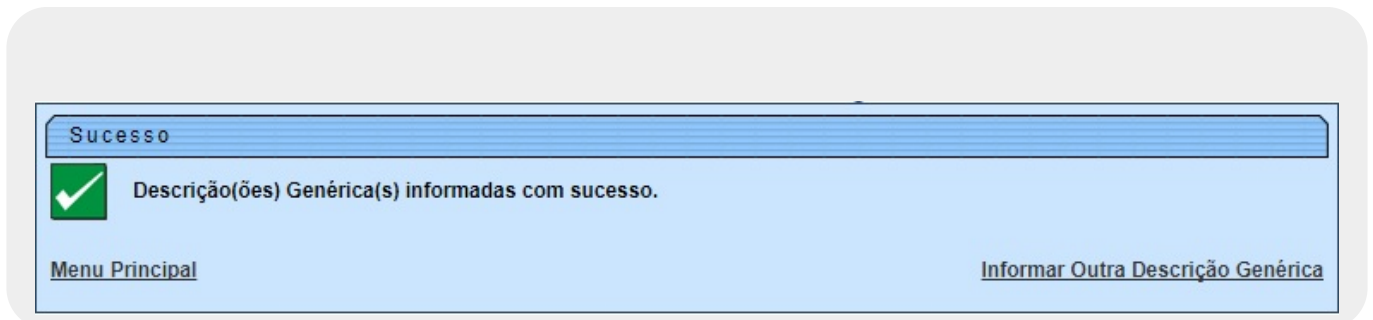 Sucesso
Descrição(ões) Genérica(s) informadas com sucesso.
Menu Principal
Informar Outra Descrição Genérica